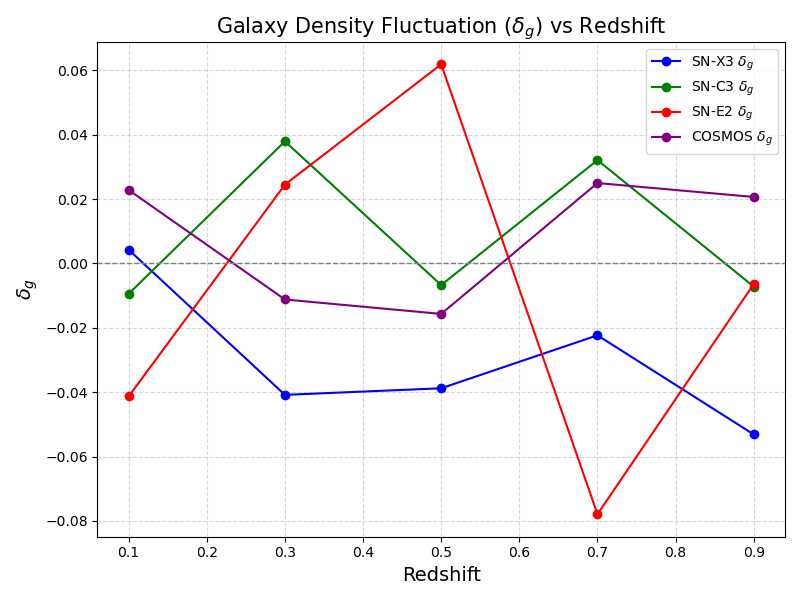 Galaxy Density Fluctuation (δg) vs Redshift
SN-X3 δg
SN-C3 δg
SN-E2 δg
COSMOS δg
δg
0.06
0.04
0.02
0.00
−0.02
−0.04
−0.06
−0.08
0.1 0.2 0.3 0.4 0.5 0.6 0.7 0.8 0.9
Redshift